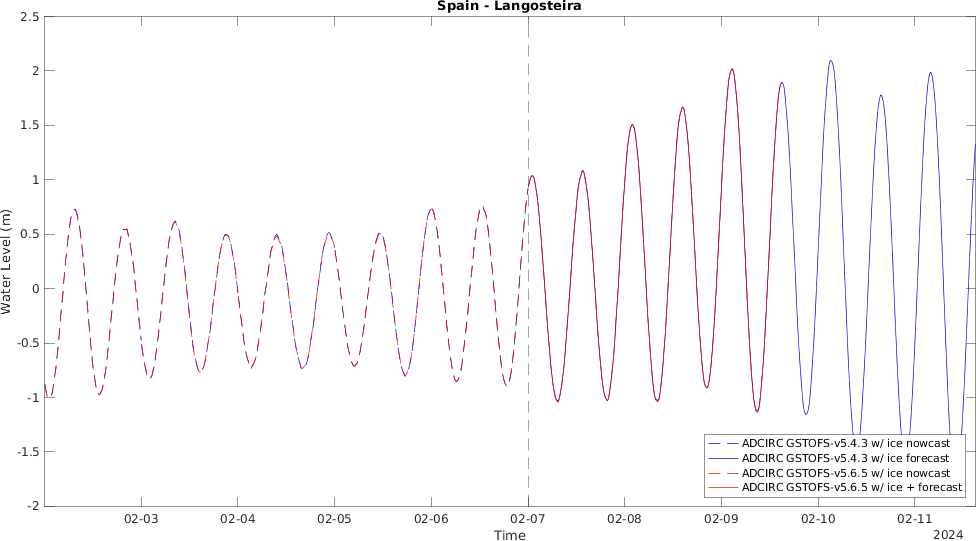 Spain - Langosteira
2.5
2
1.5
1
0.5
0
-0.5
-1
-1.5
-2
Water Level (m)
02-03 02-04 02-05 02-06 02-07 02-08 02-09 02-10 02-11
Time
2024
ADCIRC GSTOFS-v5.4.3 w/ ice nowcast
ADCIRC GSTOFS-v5.4.3 w/ ice forecast
ADCIRC GSTOFS-v5.6.5 w/ ice nowcast
ADCIRC GSTOFS-v5.6.5 w/ ice + forecast